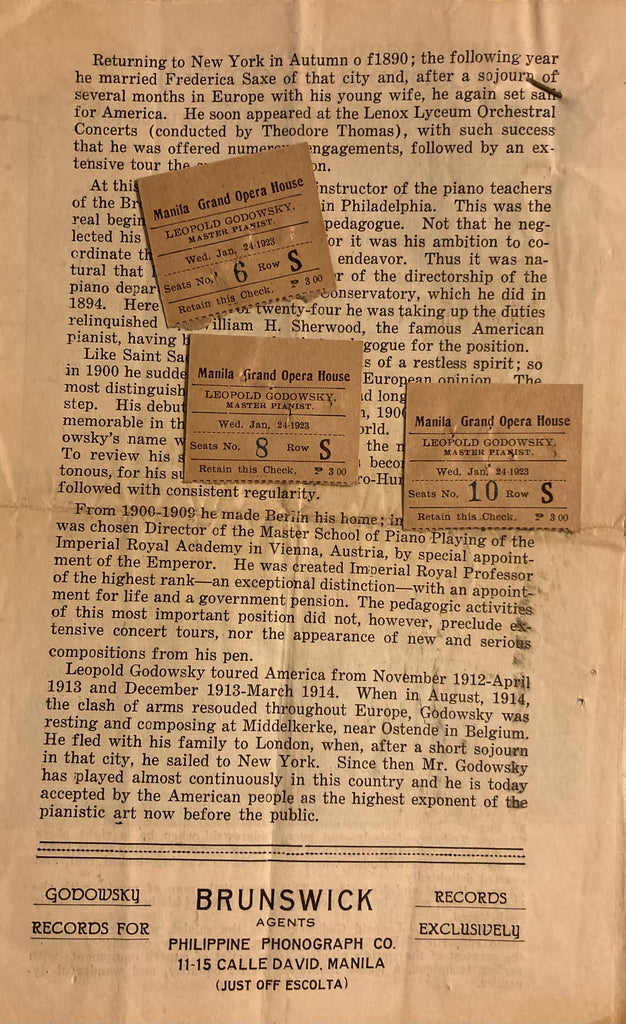 Returning to New York in Autumn o f1890; the following year
he married Frederica Saxe of that city and, after a sojourn of
several months in Europe with his young wife, he again set sail
for America. He soon appeared at the Lenox Lyceum Orchestral
Concerts (conducted by Theodore Thomas), with such success
that he was offered engagements, followed by an ex-
tensive tour the
At this instructor of the piano teachers
of the in Philadelphia. This was the
real pedagogue. Not that he neg-
lected his it was his ambition to co-
ordinate endeavor. Thus it was na-
tural that of the directorship of the
piano Conservatory, which he did in
1894. Here twenty-four he was taking up the duties
relinquished William H. Sherwood, the famous American
pianist, having for the position.
Like Saint of a restless spirit; so
in 1900 he European opinion. The
most
step. His
memorable in
owsky's name the
To review his
tonous, for his
followed with consistent regularity.
From 1900-1909 he made Berlin his home; in
was chosen Director of the Master School of Piano Playing of the
Imperial Royal Academy in Vienna, Austria, by special appoint-
ment of the Emperor. He was created Imperial Royal Professor
of the highest rank—an exceptional distinction—with an appoint-
ment for life and a government pension. The pedagogic activities
of this most important position did not, however, preclude ex-
tensive concert tours, nor the appearance of new and serious
compositions from his pen.
Leopold Godowsky toured America from November 1912-April
1913 and December 1913-March 1914. When in August, 1914,
the clash of arms resouded throughout Europe, Godowsky was
resting and composing at Middelkerke, near Ostende in Belgium.
He fled with his family to London, when, after a short sojourn
in that city, he sailed to New York. Since then Mr. Godowsky
has played almost continuously in this country and he is today
accepted by the American people as the highest exponent of the
pianistic art now before the public.
Manila Grand Opera House
LEOPOLD GODOWSKY.
MASTER PIANIST.
Wed. Jan, 24-1923
Seats No. 6 Row S
Retain this Check. ₱ 3 00
Manila Grand Opera House
LEOPOLD GODOWSKY.
MASTER PIANIST.
Wed. Jan, 24-1923
Seats No. 8 Row S
Retain this Check. ₱ 3 00
Manila Grand Opera House
LEOPOLD GODOWSKY.
MASTER PIANIST.
Wed. Jan, 24-1923
Seats No. 10 Row S
Retain this Check. ₱ 3 00
GODOWSKY
RECORDS FOR
BRUNSWICK
AGENTS
PHILIPPINE PHONOGRAPH CO.
11-15 CALLE DAVID, MANILA
(JUST OFF ESCOLTA)
RECORDS
EXCLUSIVELY